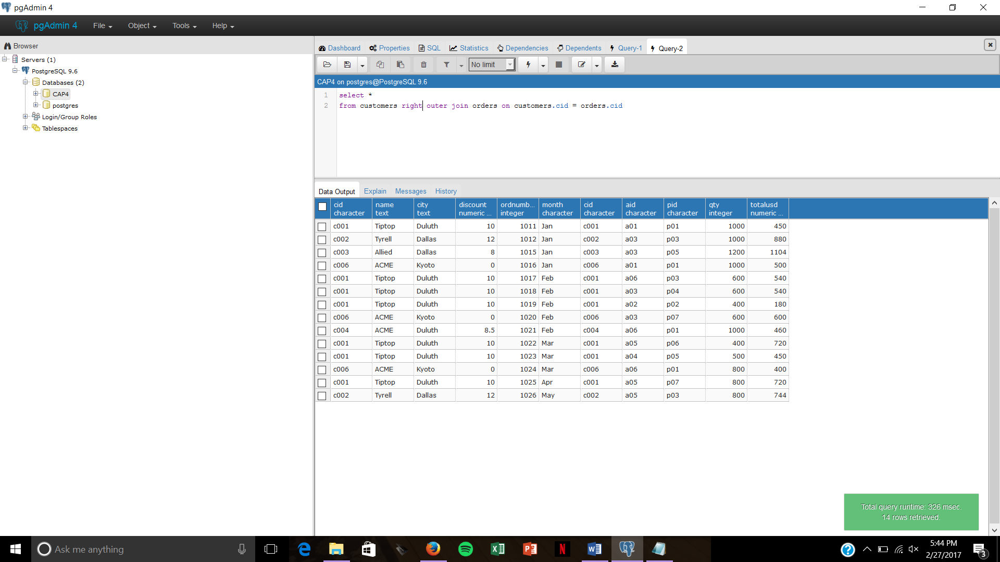 pgAdmin 4
pgAdmin 4 File Object Tools Help
Browser
Servers (1)
PostgreSQL 9.6
Databases (2)
CAP4
postgres
Login/Group Roles
Tablespaces
Dashboard Properties SQL Statistics Dependencies Dependents Query-1 Query-2
No limit
CAP4 on postgres@PostgreSQL 9.6
1 select *
2 from customers right outer join orders on customers.cid = orders.cid
Data Output Explain Messages History
cid name city discount ordnumb... month cid aid pid qty totalusd
character text text numeric ... integer character character character character integer numeric ...
c001 Tiptop Duluth 10 1011 Jan c001 a01 p01 1000 450
c002 Tyrell Dallas 12 1012 Jan c002 a03 p03 1000 880
c003 Allied Dallas 8 1015 Jan c003 a03 p05 1200 1104
c006 ACME Kyoto 0 1016 Jan c006 a01 p01 1000 500
c001 Tiptop Duluth 10 1017 Feb c001 a06 p03 600 540
c001 Tiptop Duluth 10 1018 Feb c001 a03 p04 600 540
c001 Tiptop Duluth 10 1019 Feb c001 a02 p02 400 180
c006 ACME Kyoto 0 1020 Feb c006 a03 p07 600 600
c004 ACME Duluth 8.5 1021 Feb c004 a06 p01 1000 460
c001 Tiptop Duluth 10 1022 Mar c001 a05 p06 400 720
c001 Tiptop Duluth 10 1023 Mar c001 a04 p05 500 450
c006 ACME Kyoto 0 1024 Mar c006 a06 p01 800 400
c001 Tiptop Duluth 10 1025 Apr c001 a05 p07 800 720
c002 Tyrell Dallas 12 1026 May c002 a05 p03 800 744
Total query runtime: 326 msec.
14 rows retrieved.
Ask me anything
5:44 PM
2/27/2017
3